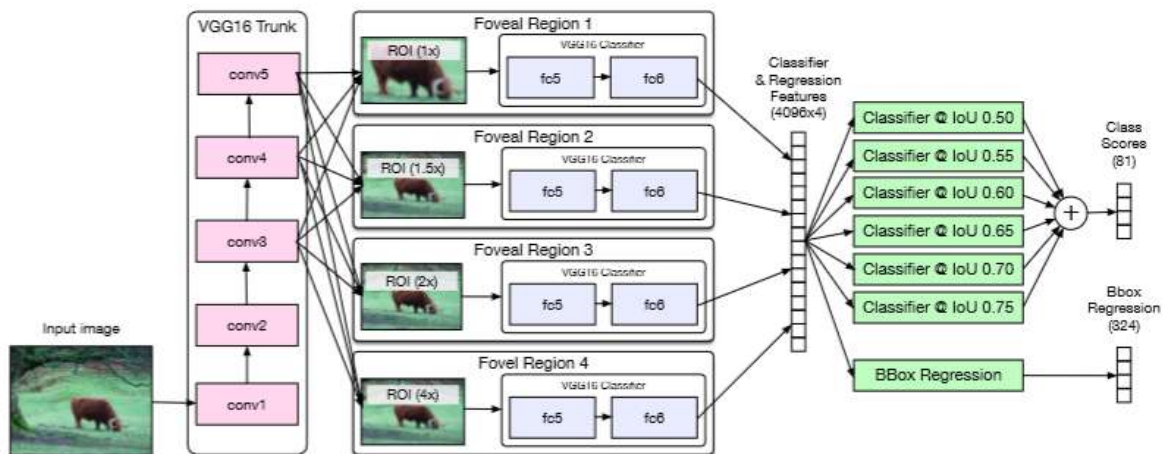 VGG16 Trunk
conv5
conv4
conv3
conv2
conv1
Input image
Foveal Region 1
ROI (1x)
VGG16 Classifier
fc5
fc6
Foveal Region 2
ROI (1.5x)
VGG16 Classifier
fc5
fc6
Foveal Region 3
ROI (2x)
VGG16 Classifier
fc5
fc6
Fovel Region 4
ROI (4x)
VGG16 Classifier
fc5
fc6
Classifier
& Regression
Features
(4096x4)
Classifier @ IoU 0.50
Classifier @ IoU 0.55
Classifier @ IoU 0.60
Classifier @ IoU 0.65
Classifier @ IoU 0.70
Classifier @ IoU 0.75
BBox Regression
+
Class
Scores
(81)
Bbox
Regression
(324)